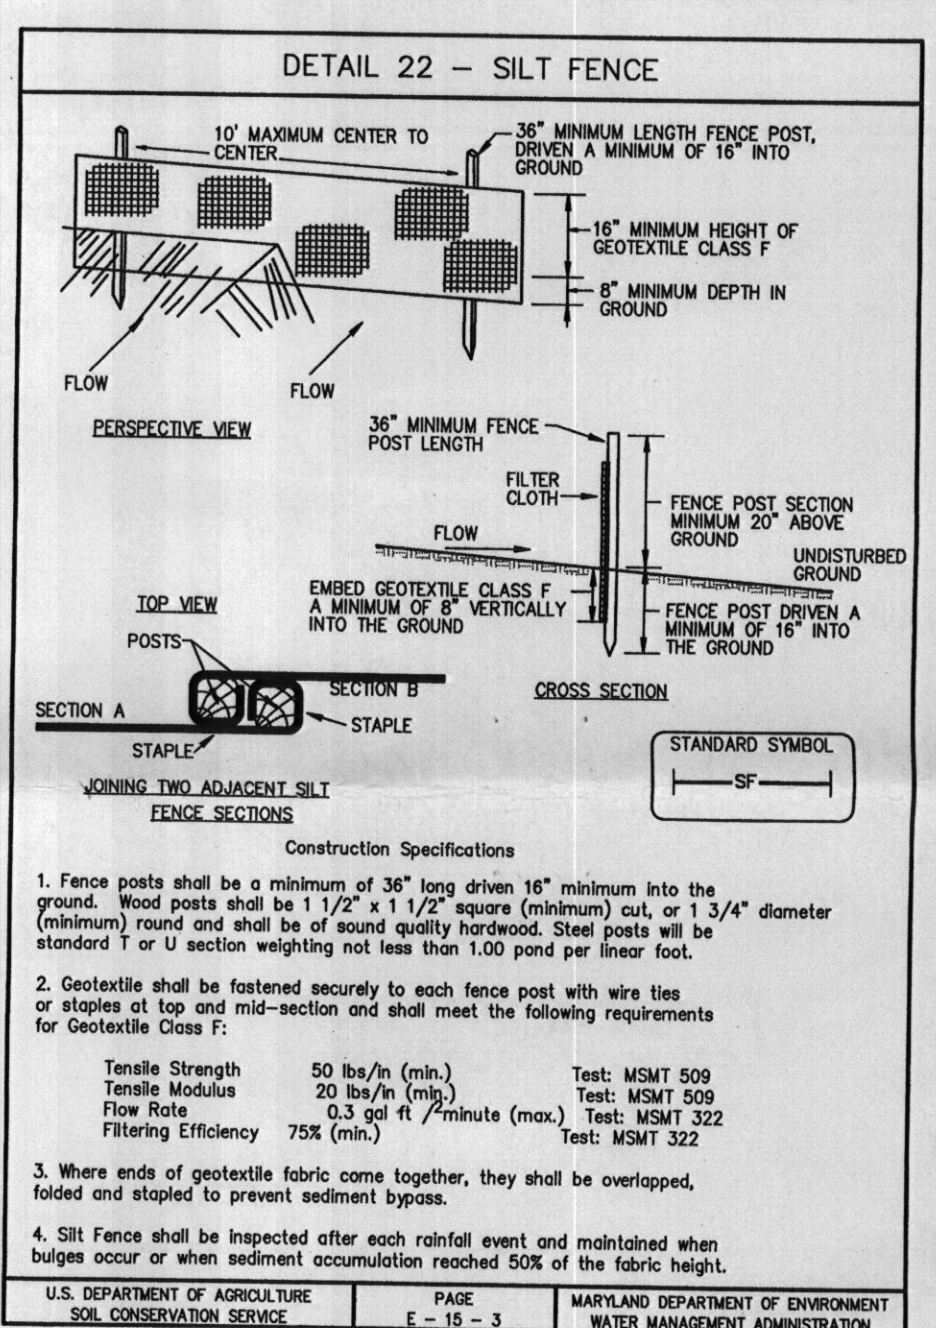 DETAIL 22 – SILT FENCE
10' MAXIMUM CENTER TO
CENTER
36" MINIMUM LENGTH FENCE POST,
DRIVEN A MINIMUM OF 16" INTO
GROUND
16" MINIMUM HEIGHT OF
GEOTEXTILE CLASS F
8" MINIMUM DEPTH IN
GROUND
FLOW
FLOW
PERSPECTIVE VIEW
36" MINIMUM FENCE
POST LENGTH
FILTER
CLOTH
FENCE POST SECTION
MINIMUM 20" ABOVE
GROUND
FLOW
UNDISTURBED
GROUND
EMBED GEOTEXTILE CLASS F
A MINIMUM OF 8" VERTICALLY
INTO THE GROUND
FENCE POST DRIVEN A
MINIMUM OF 16" INTO
THE GROUND
CROSS SECTION
TOP VIEW
POSTS
SECTION B
SECTION A
STAPLE
STAPLE
JOINING TWO ADJACENT SILT
FENCE SECTIONS
STANDARD SYMBOL
SF
Construction Specifications
1. Fence posts shall be a minimum of 36" long driven 16" minimum into the
ground. Wood posts shall be 1 1/2" x 1 1/2" square (minimum) cut, or 1 3/4" diameter
(minimum) round and shall be of sound quality hardwood. Steel posts will be
standard T or U section weighting not less than 1.00 pond per linear foot.
2. Geotextile shall be fastened securely to each fence post with wire ties
or staples at top and mid-section and shall meet the following requirements
for Geotextile Class F:
Tensile Strength 50 lbs/in (min.) Test: MSMT 509
Tensile Modulus 20 lbs/in (min.) Test: MSMT 509
Flow Rate 0.3 gal ft /²minute (max.) Test: MSMT 322
Filtering Efficiency 75% (min.) Test: MSMT 322
3. Where ends of geotextile fabric come together, they shall be overlapped,
folded and stapled to prevent sediment bypass.
4. Silt Fence shall be inspected after each rainfall event and maintained when
bulges occur or when sediment accumulation reached 50% of the fabric height.
U.S. DEPARTMENT OF AGRICULTURE
SOIL CONSERVATION SERVICE
PAGE
E – 15 – 3
MARYLAND DEPARTMENT OF ENVIRONMENT
WATER MANAGEMENT ADMINISTRATION